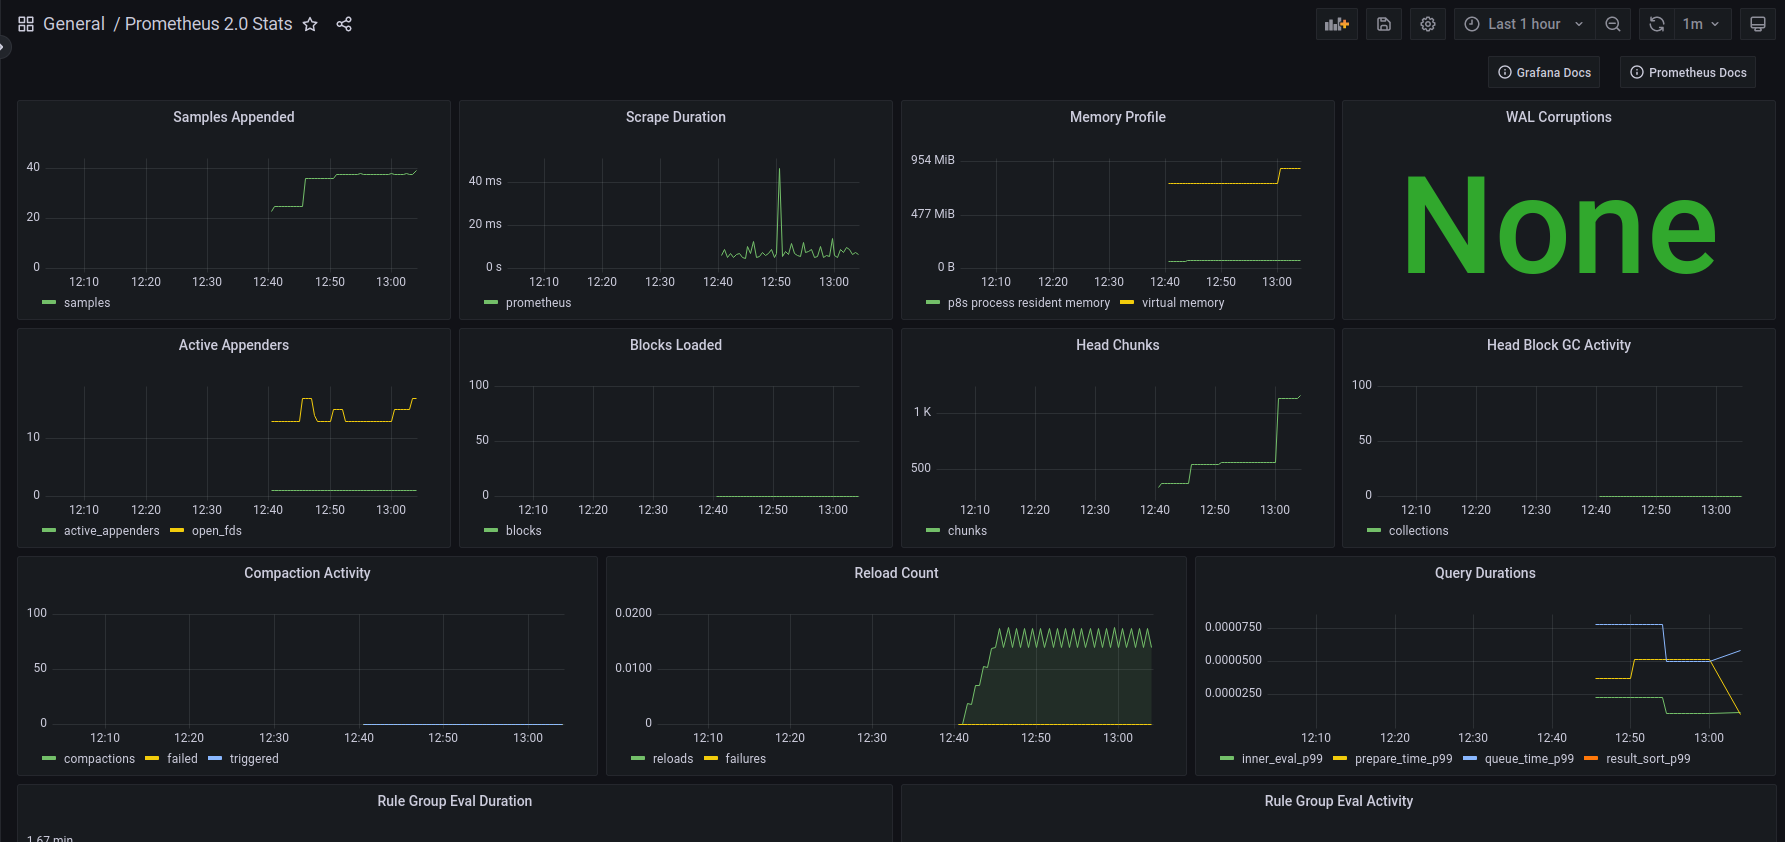 General / Prometheus 2.0 Stats
Last 1 hour
1m
Grafana Docs
Prometheus Docs
Samples Appended
40
20
0
12:10 12:20 12:30 12:40 12:50 13:00
samples
Scrape Duration
40 ms
20 ms
0 s
12:10 12:20 12:30 12:40 12:50 13:00
prometheus
Memory Profile
954 MiB
477 MiB
0 B
12:10 12:20 12:30 12:40 12:50 13:00
p8s process resident memory virtual memory
WAL Corruptions
None
Active Appenders
10
0
12:10 12:20 12:30 12:40 12:50 13:00
active_appenders open_fds
Blocks Loaded
100
50
0
12:10 12:20 12:30 12:40 12:50 13:00
blocks
Head Chunks
1 K
500
12:10 12:20 12:30 12:40 12:50 13:00
chunks
Head Block GC Activity
100
50
0
12:10 12:20 12:30 12:40 12:50 13:00
collections
Compaction Activity
100
50
0
12:10 12:20 12:30 12:40 12:50 13:00
compactions failed triggered
Reload Count
0.0200
0.0100
0
12:10 12:20 12:30 12:40 12:50 13:00
reloads failures
Query Durations
0.0000750
0.0000500
0.0000250
12:10 12:20 12:30 12:40 12:50 13:00
inner_eval_p99 prepare_time_p99 queue_time_p99 result_sort_p99
Rule Group Eval Duration
1.67 min
Rule Group Eval Activity